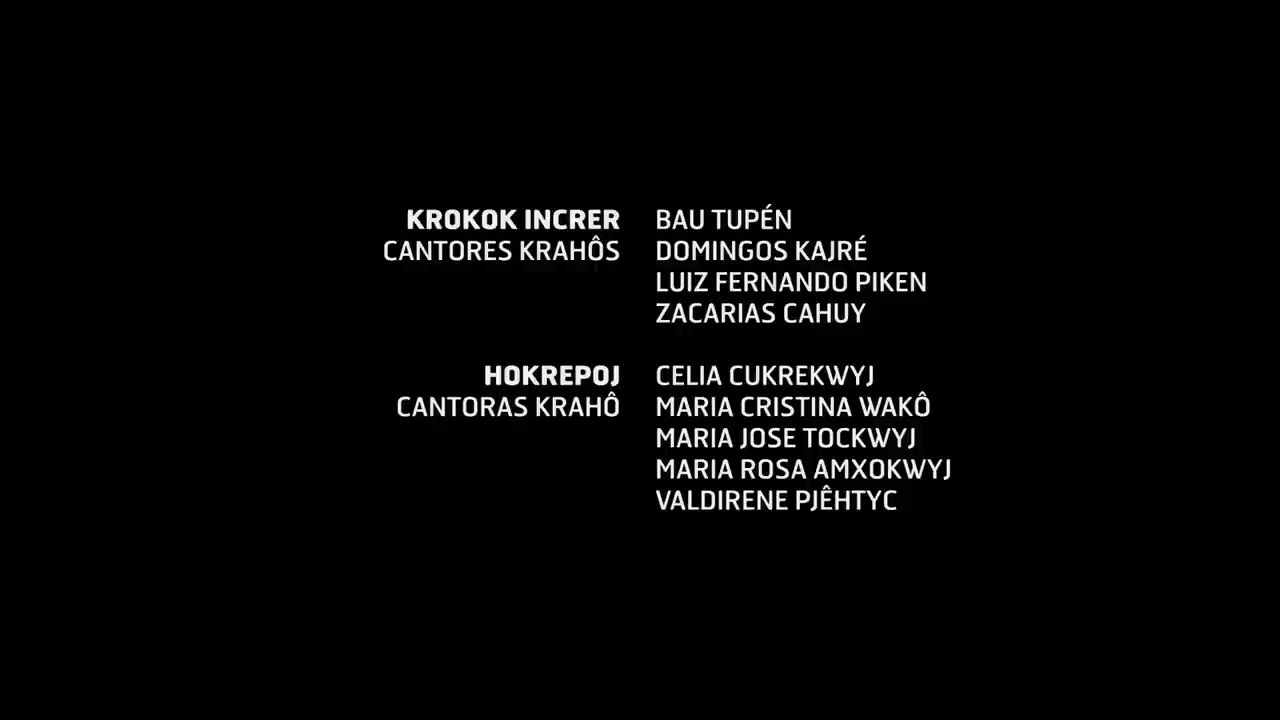 KROKOK INCRER BAU TUPÉN
CANTORES KRAHÔS DOMINGOS KAJRÉ
LUIZ FERNANDO PIKEN
ZACARIAS CAHUY
HOKREPOJ CELIA CUKREKWYJ
CANTORAS KRAHÔ MARIA CRISTINA WAKÔ
MARIA JOSE TOCKWYJ
MARIA ROSA AMXOKWYJ
VALDIRENE PJÊHTYC